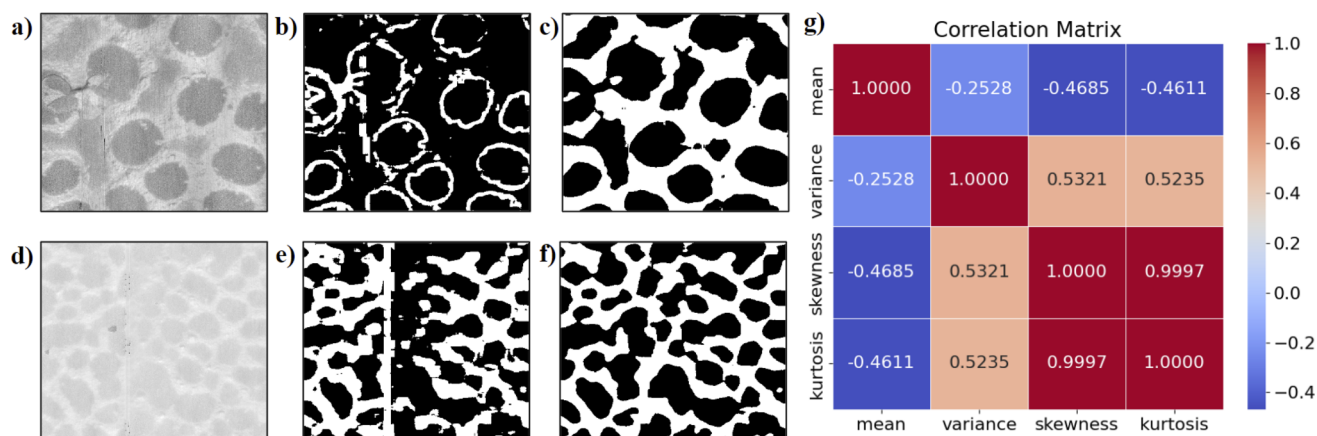 a)
b)
c)
g)
Correlation Matrix
mean
1.0000 -0.2528 -0.4685 -0.4611
variance
-0.2528 1.0000 0.5321 0.5235
skewness
-0.4685 0.5321 1.0000 0.9997
kurtosis
-0.4611 0.5235 0.9997 1.0000
mean variance skewness kurtosis
1.0
0.8
0.6
0.4
0.2
0.0
−0.2
−0.4
d)
e)
f)